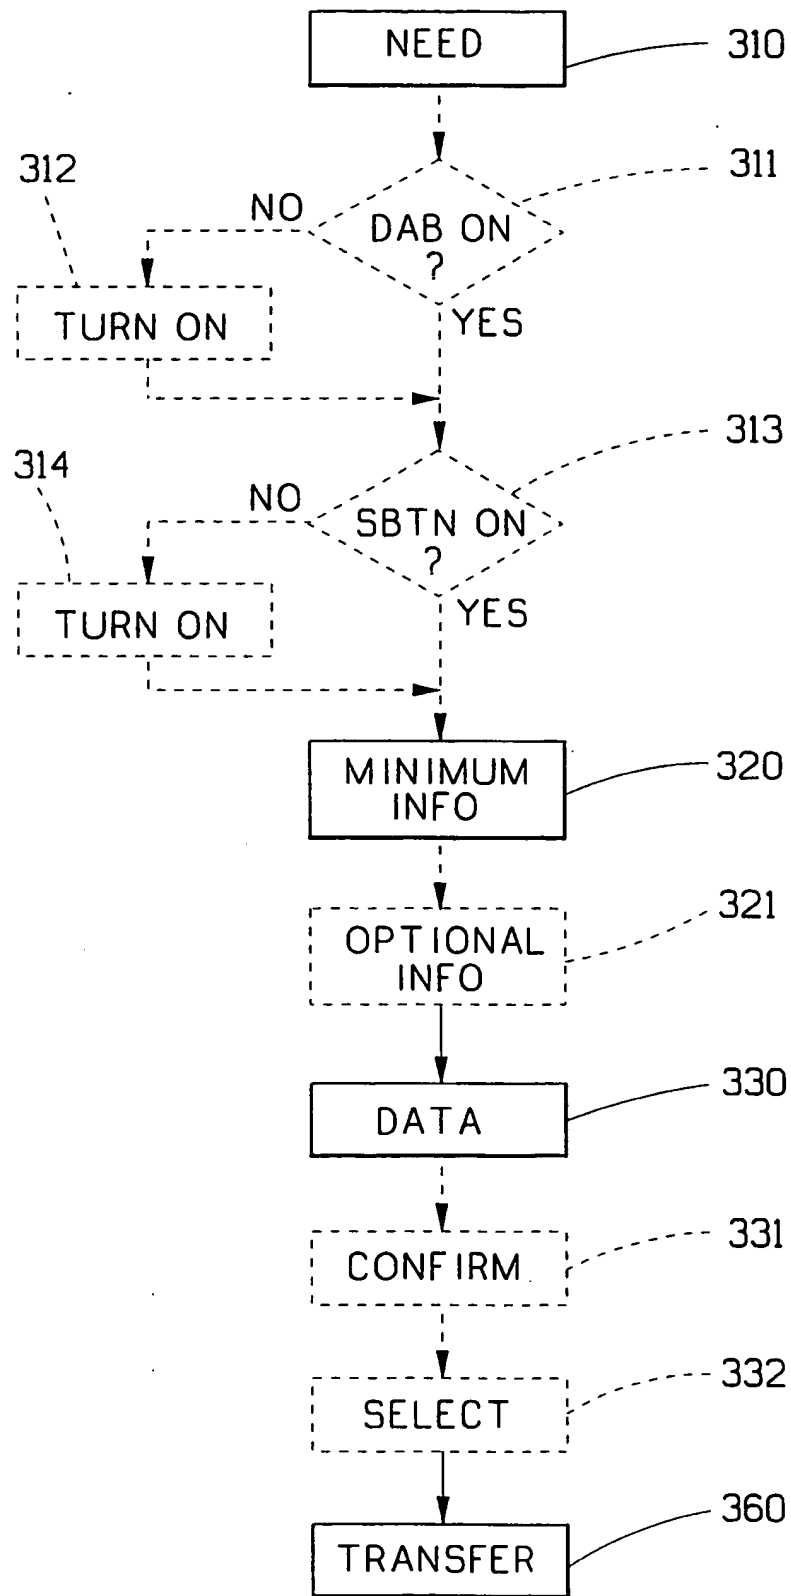 NEED
310
311
312
NO
DAB ON
?
TURN ON
YES
313
314
NO
SBTN ON
?
YES
TURN ON
320
MINIMUM
INFO
321
OPTIONAL
INFO
330
DATA
331
CONFIRM
332
SELECT
360
TRANSFER